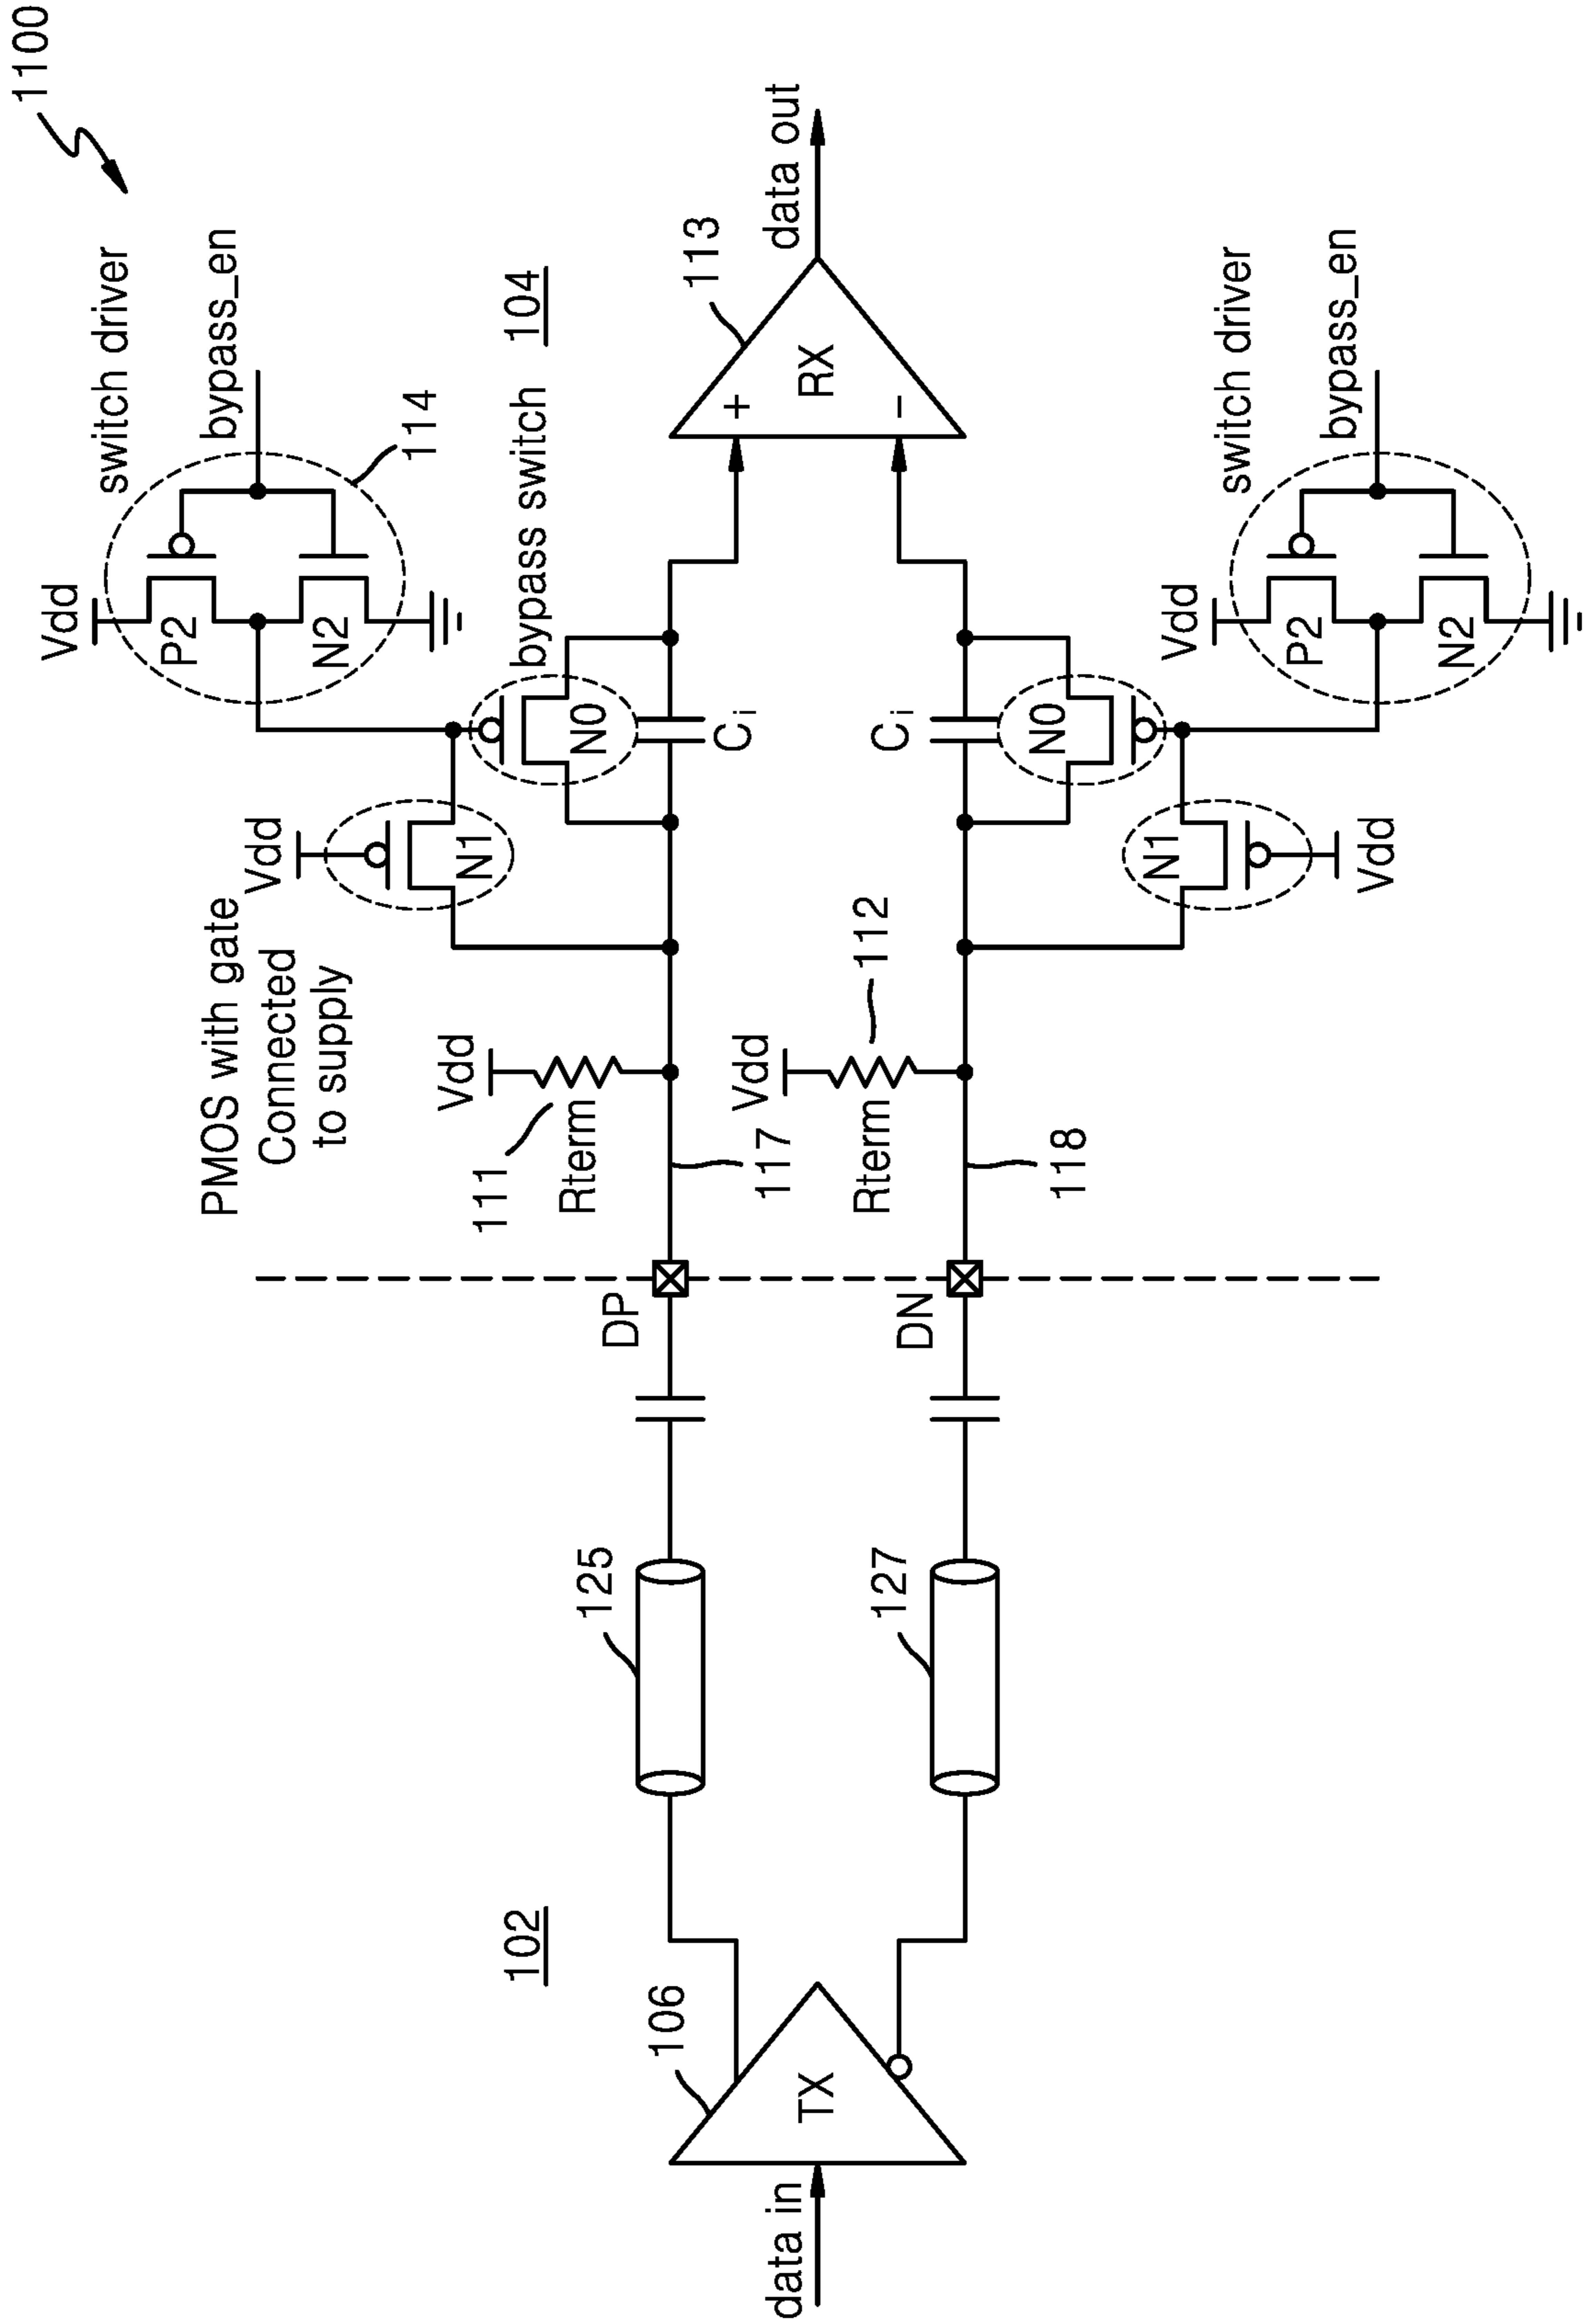 1100
switch driver
bypass_en
Vdd
P2
N2
114
PMOS with gate
Connected
to supply
Vdd
N1
bypass switch
N0
104
Vdd
111
Rterm
Ci
113
102
106
125
DP
117
+
RX
-
data out
data in
TX
Vdd
112
Rterm
Ci
127
DN
118
N0
N1
Vdd
switch driver
bypass_en
Vdd
P2
N2